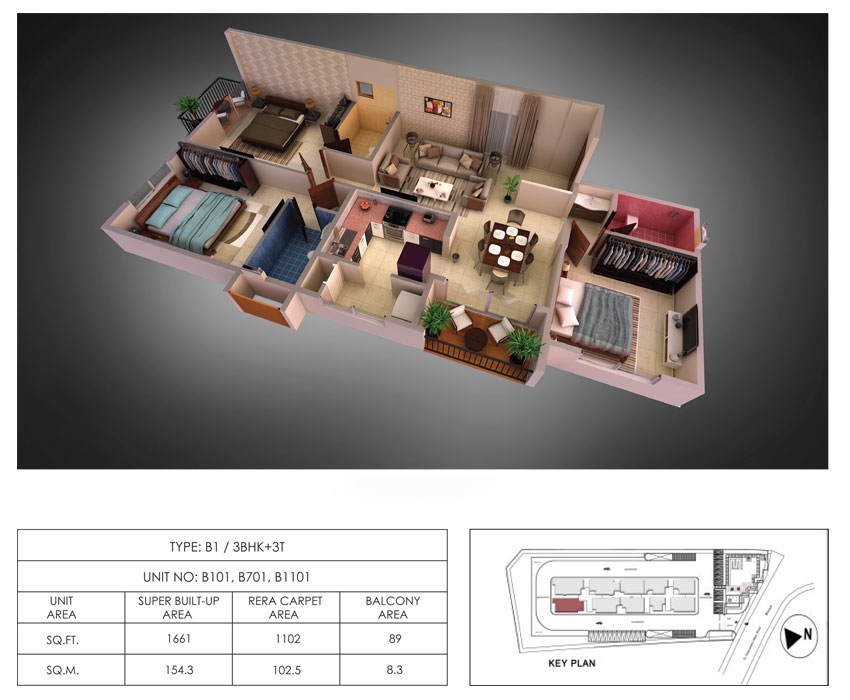 TYPE: B1 / 3BHK+3T
UNIT NO: B101, B701, B1101
UNIT AREA SUPER BUILT-UP AREA RERA CARPET AREA BALCONY AREA
SQ.FT. 1661 1102 89
SQ.M. 154.3 102.5 8.3
N
KEY PLAN